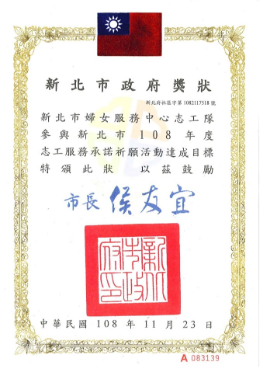 新北市政府獎狀
新北府社區字第1082117518號
新北市婦女服務中心志工隊
參與新北市108年度
志工服務承諾祈願活動達成目標
特頒此狀 以茲鼓勵
市長 侯友宜
新北市政府印
中華民國108年11月23日
A 083139